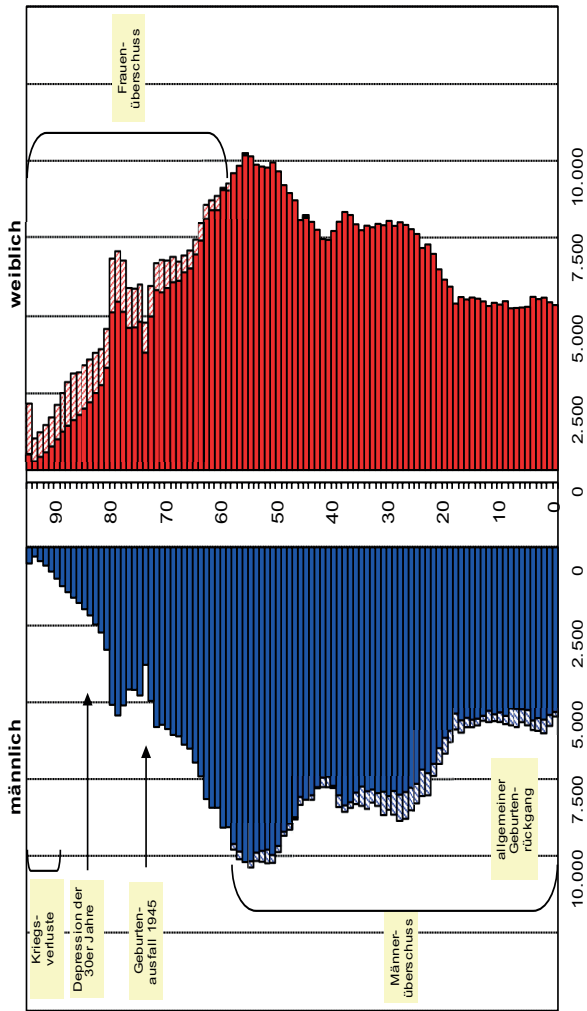 männlich
weiblich
Kriegs-
verluste
Depression der
30er Jahre
Geburten-
ausfall 1945
Männer-
überschuss
allgemeiner
Geburten-
rückgang
Frauen-
überschuss
90
80
70
60
50
40
30
20
10
0
10.000
7.500
5.000
2.500
0
0
2.500
5.000
7.500
10.000